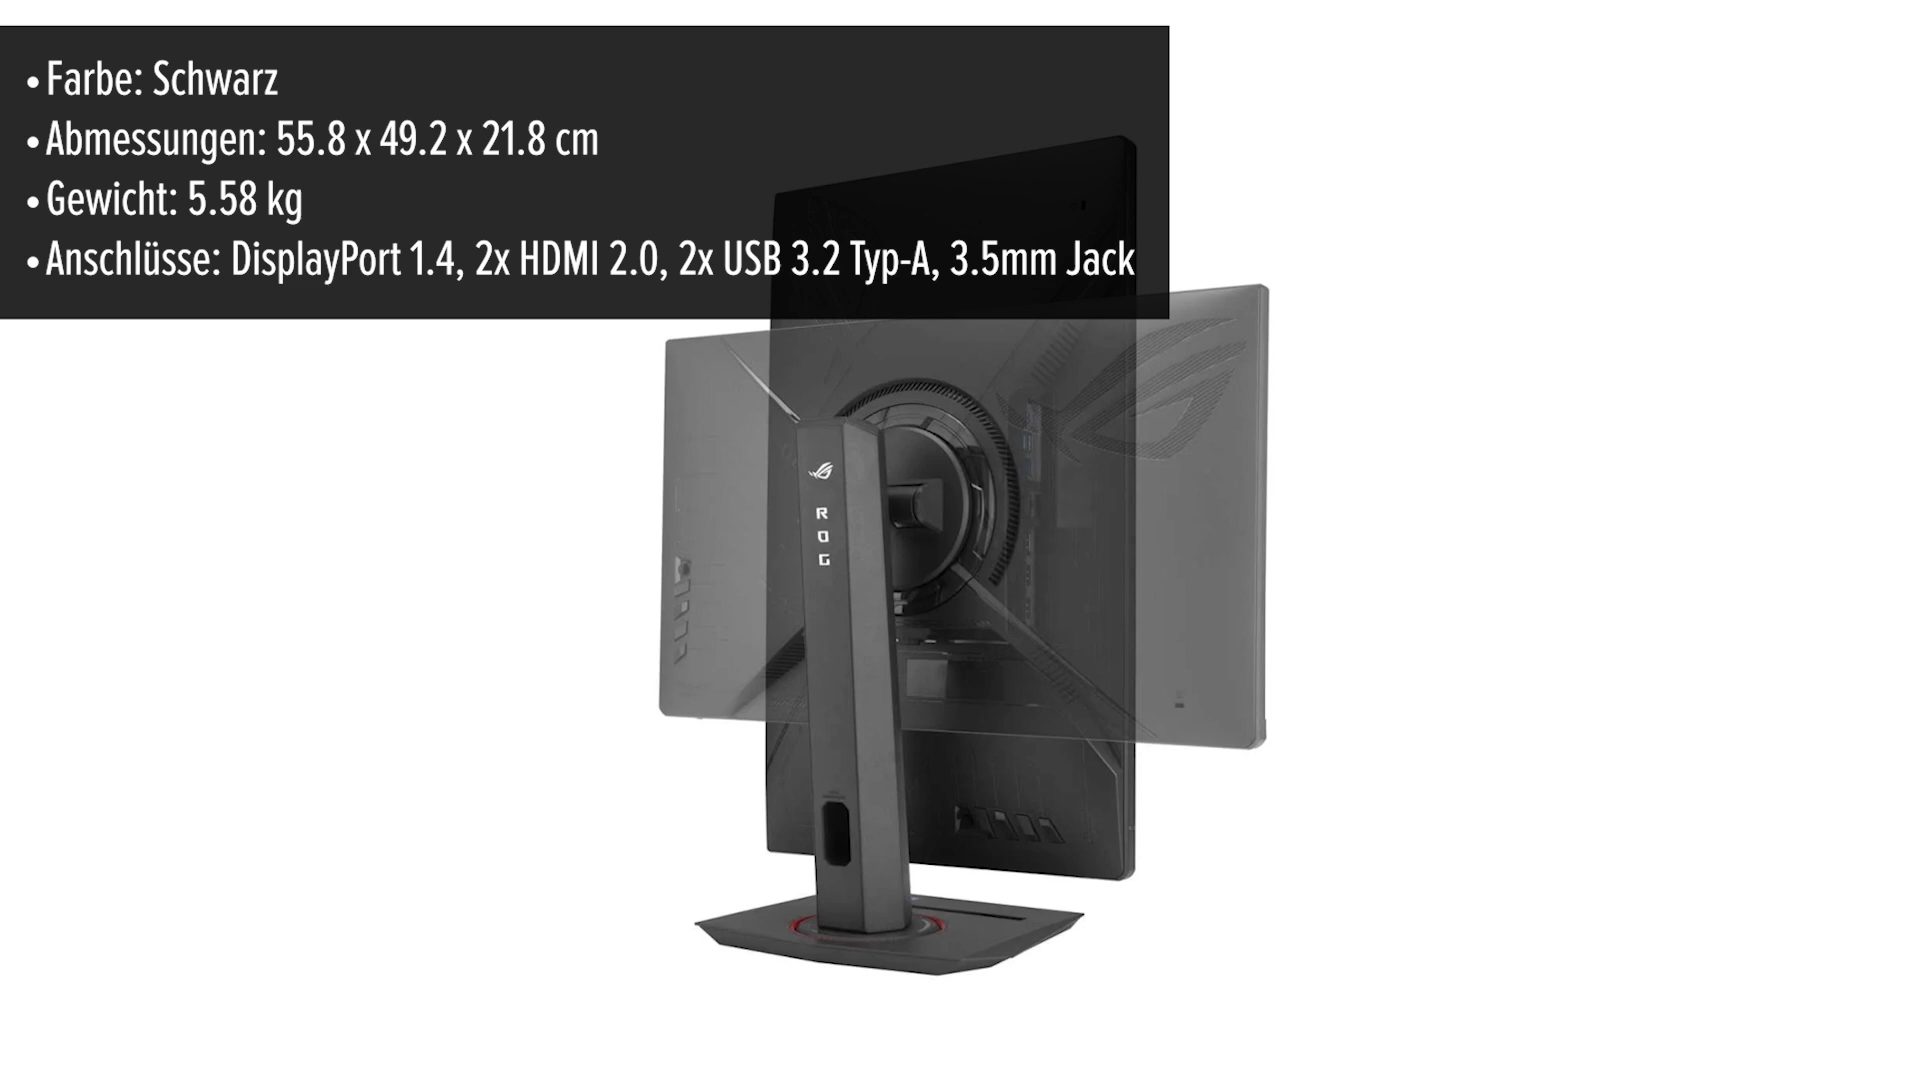 • Farbe: Schwarz
• Abmessungen: 55.8 x 49.2 x 21.8 cm
• Gewicht: 5.58 kg
• Anschlüsse: DisplayPort 1.4, 2x HDMI 2.0, 2x USB 3.2 Typ-A, 3.5mm Jack
R
O
G